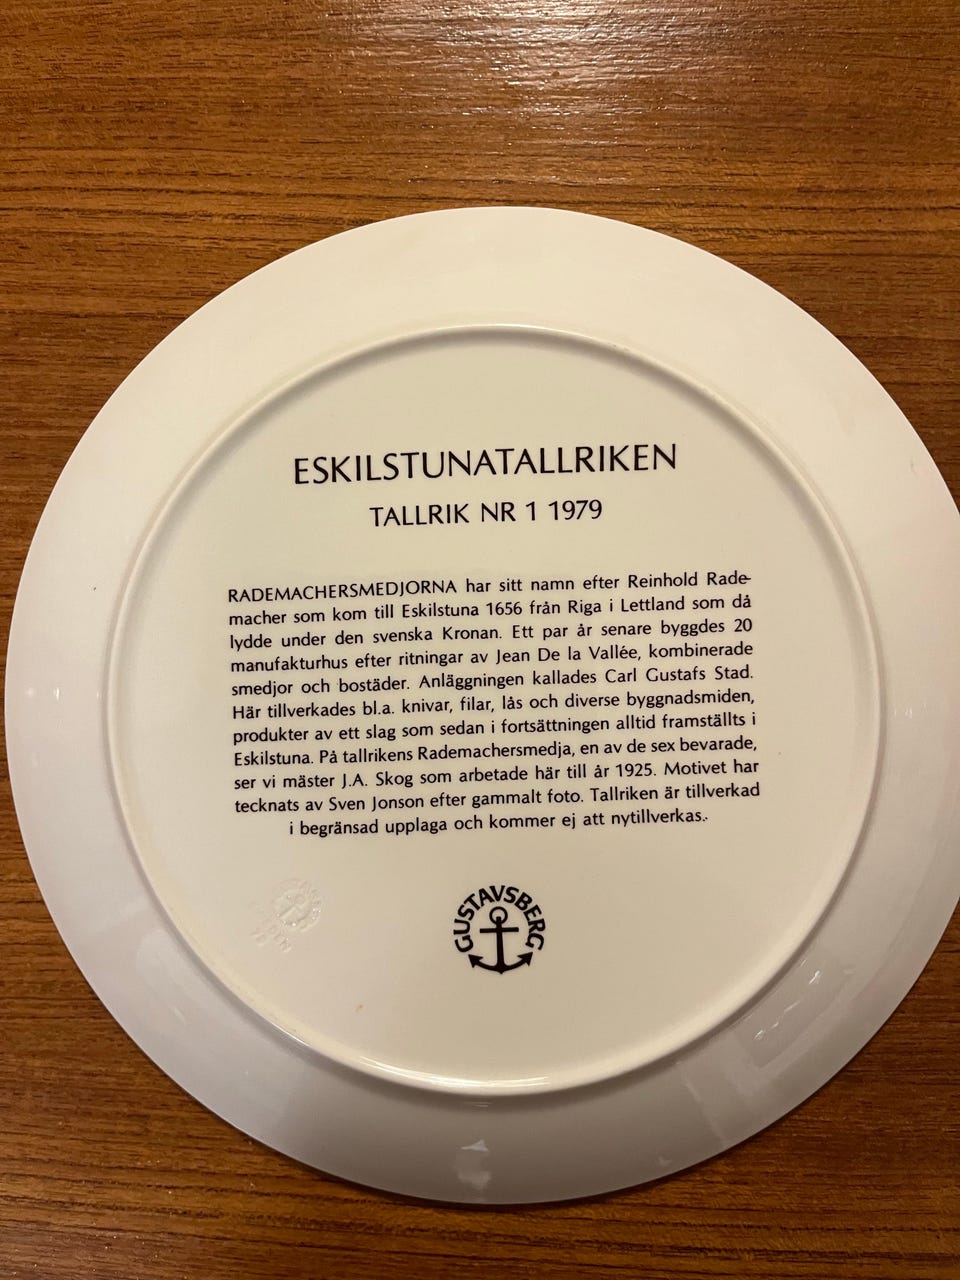 ESKILSTUNATALLRIKEN
TALLRIK NR 1 1979
RADEMACHERSMEDJORNA har sitt namn efter Reinhold Rade-
macher som kom till Eskilstuna 1656 från Riga i Lettland som då
lydde under den svenska Kronan. Ett par år senare byggdes 20
manufakturhus efter ritningar av Jean De la Vallée, kombinerade
smedjor och bostäder. Anläggningen kallades Carl Gustafs Stad.
Här tillverkades bl.a. knivar, filar, lås och diverse byggnadsmiden,
produkter av ett slag som sedan i fortsättningen alltid framställts i
Eskilstuna. På tallrikens Rademachersmedja, en av de sex bevarade,
ser vi mäster J.A. Skog som arbetade här till år 1925. Motivet har
tecknats av Sven Jonson efter gammalt foto. Tallriken är tillverkad
i begränsad upplaga och kommer ej att nytillverkas.
GUSTAVSBERG